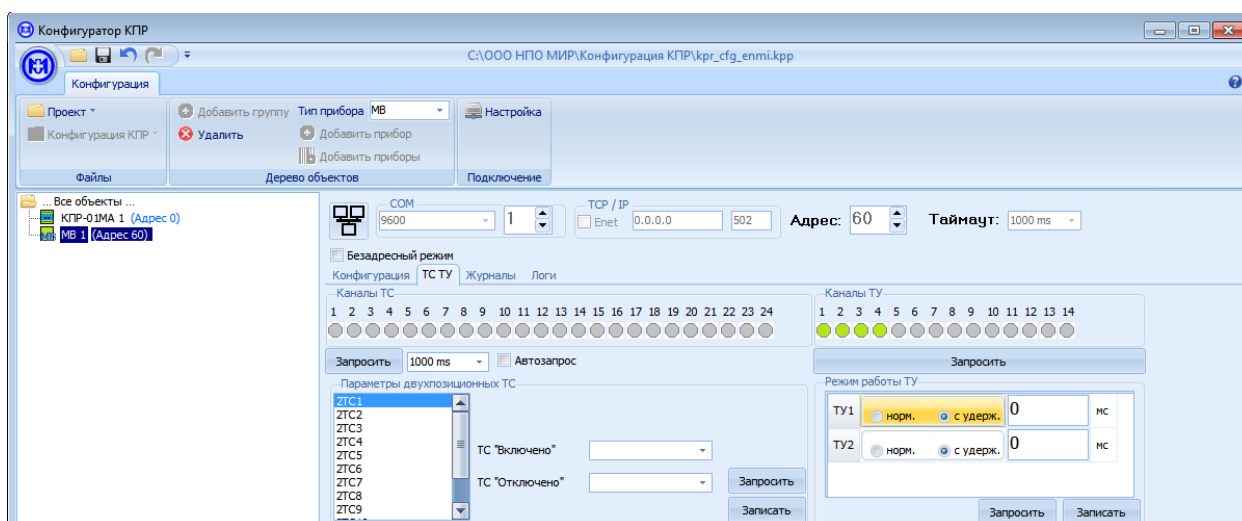 Конфигуратор КПР
C:\ООО НПО МИР\Конфигурация КПР\kpr_cfg_enmi.kpp
Конфигурация
Проект
Добавить группу
Тип прибора МВ
Настройка
Конфигурация КПР
Удалить
Добавить прибор
Добавить приборы
Файлы
Дерево объектов
Подключение
... Все объекты ...
КПР-01МА 1 (Адрес 0)
МВ 1 (Адрес 60)
COM
9600
1
TCP / IP
Enet
0.0.0.0
502
Адрес: 60
Таймаут: 1000 ms
Безадресный режим
Конфигурация ТС ТУ Журналы Логи
Каналы ТС
1 2 3 4 5 6 7 8 9 10 11 12 13 14 15 16 17 18 19 20 21 22 23 24
Запросить
1000 ms
Автозапрос
Параметры двухпозиционных ТС
2ТС1
2ТС2
2ТС3
2ТС4
2ТС5
2ТС6
2ТС7
2ТС8
2ТС9
ТС "Включено"
ТС "Отключено"
Запросить
Записать
Каналы ТУ
1 2 3 4 5 6 7 8 9 10 11 12 13 14
Запросить
Режим работы ТУ
ТУ1 норм. с удерж. 0 мс
ТУ2 норм. с удерж. 0 мс
Запросить
Записать